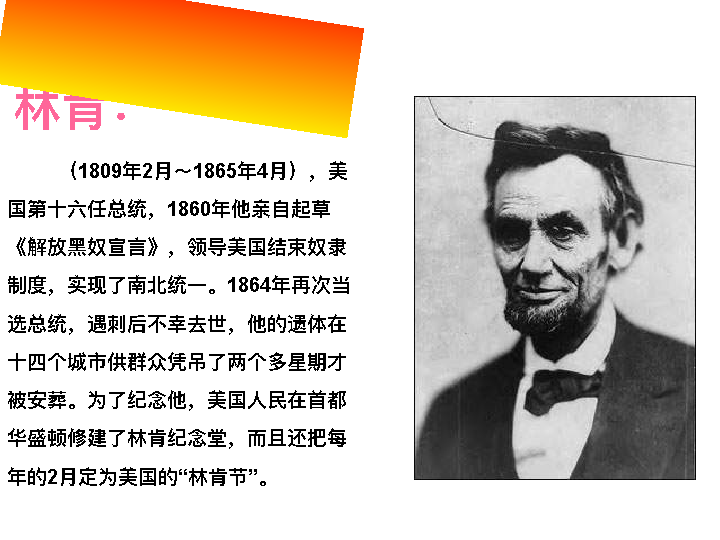 林肯：
（1809年2月～1865年4月），美
国第十六任总统，1860年他亲自起草
《解放黑奴宣言》，领导美国结束奴隶
制度，实现了南北统一。1864年再次当
选总统，遇刺后不幸去世，他的遗体在
十四个城市供群众凭吊了两个多星期才
被安葬。为了纪念他，美国人民在首都
华盛顿修建了林肯纪念堂，而且还把每
年的2月定为美国的“林肯节”。